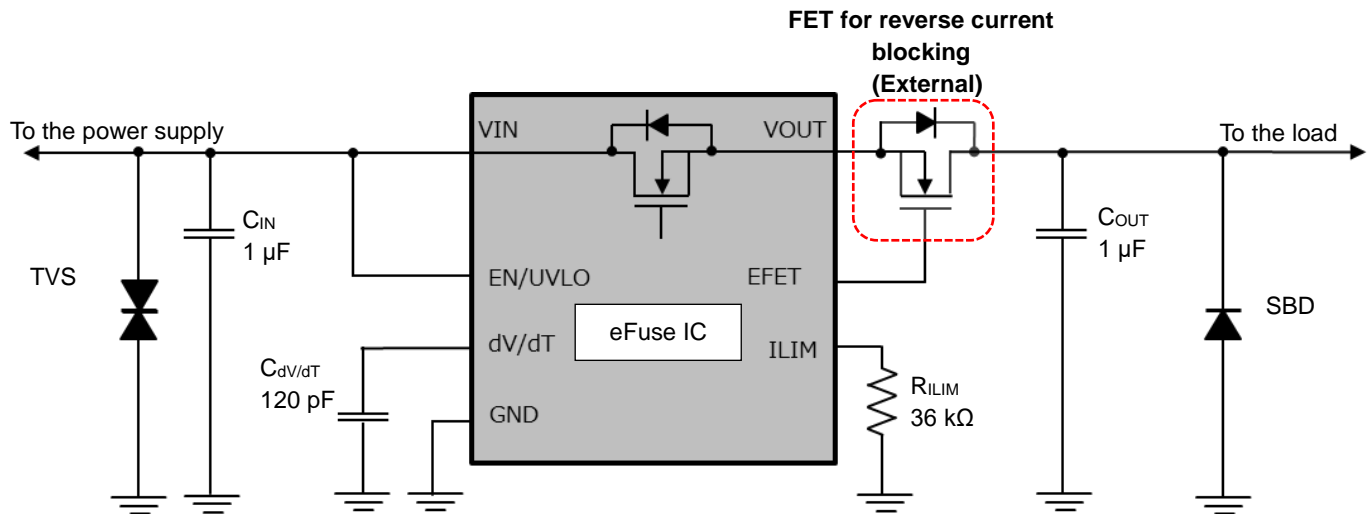 FET for reverse current
blocking
(External)
To the power supply
VIN
VOUT
To the load
CIN
1 µF
COUT
1 µF
TVS
EN/UVLO
EFET
SBD
eFuse IC
dV/dT
ILIM
CdV/dT
120 pF
RILIM
36 kΩ
GND